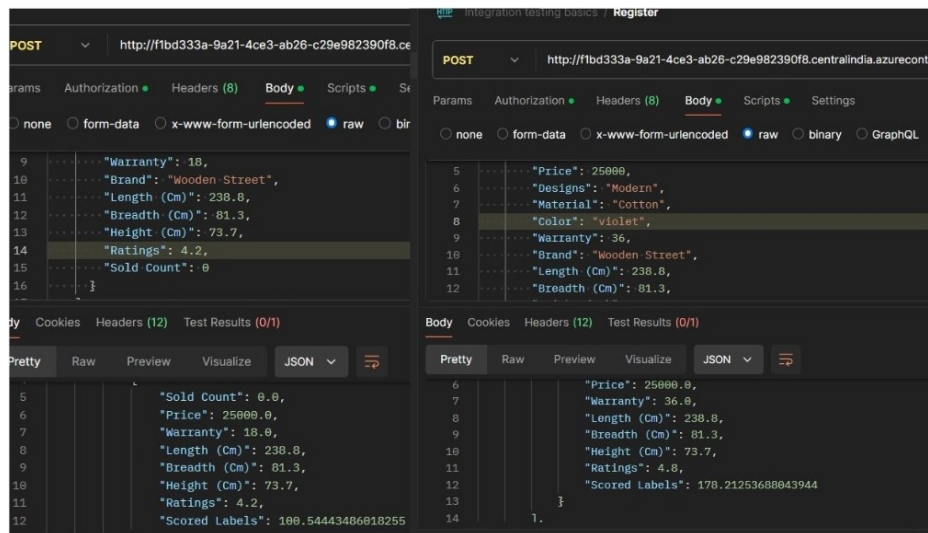 POST http://f1bd333a-9a21-4ce3-ab26-c29e982390f8.ce
arams Authorization Headers (8) Body Scripts Se
none form-data x-www-form-urlencoded raw bin
9 "Warranty": 18,
10 "Brand": "Wooden Street",
11 "Length (Cm)": 238.8,
12 "Breadth (Cm)": 81.3,
13 "Height (Cm)": 73.7,
14 "Ratings": 4.2,
15 "Sold Count": 0
16 }
dy Cookies Headers (12) Test Results (0/1)
Pretty Raw Preview Visualize JSON
5 "Sold Count": 0.0,
6 "Price": 25000.0,
7 "Warranty": 18.0,
8 "Length (Cm)": 238.8,
9 "Breadth (Cm)": 81.3,
10 "Height (Cm)": 73.7,
11 "Ratings": 4.2,
12 "Scored Labels": 100.54443486018255
HTTP Integration testing basics / Register
POST http://f1bd333a-9a21-4ce3-ab26-c29e982390f8.centralindia.azurecont
Params Authorization Headers (8) Body Scripts Settings
none form-data x-www-form-urlencoded raw binary GraphQL
5 "Price": 25000,
6 "Designs": "Modern",
7 "Material": "Cotton",
8 "Color": "violet",
9 "Warranty": 36,
10 "Brand": "Wooden Street",
11 "Length (Cm)": 238.8,
12 "Breadth (Cm)": 81.3,
Body Cookies Headers (12) Test Results (0/1)
Pretty Raw Preview Visualize JSON
6 "Price": 25000.0,
7 "Warranty": 36.0,
8 "Length (Cm)": 238.8,
9 "Breadth (Cm)": 81.3,
10 "Height (Cm)": 73.7,
11 "Ratings": 4.8,
12 "Scored Labels": 178.21253688043944
13 }
14 ],